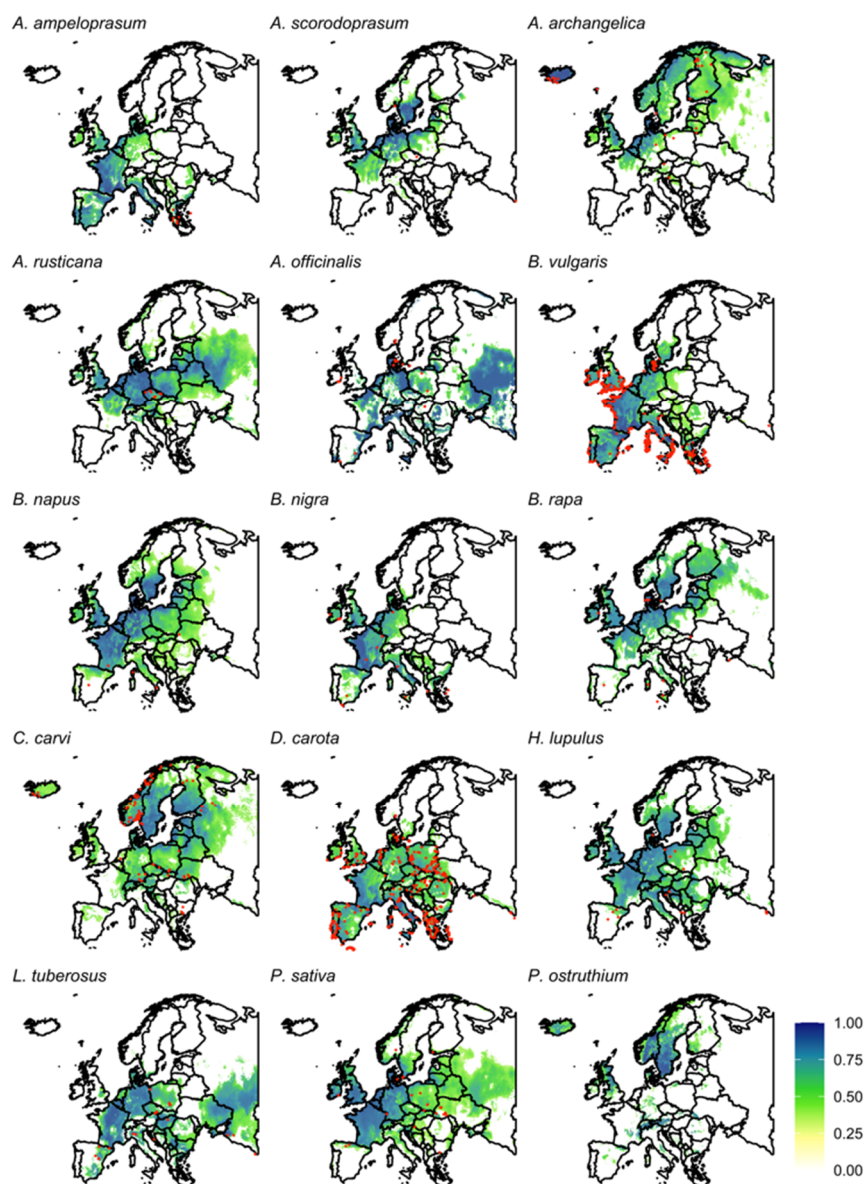 A. ampeloprasum
A. scorodoprasum
A. archangelica
A. rusticana
A. officinalis
B. vulgaris
B. napus
B. nigra
B. rapa
C. carvi
D. carota
H. lupulus
L. tuberosus
P. sativa
P. ostruthium
1.00
0.75
0.50
0.25
0.00